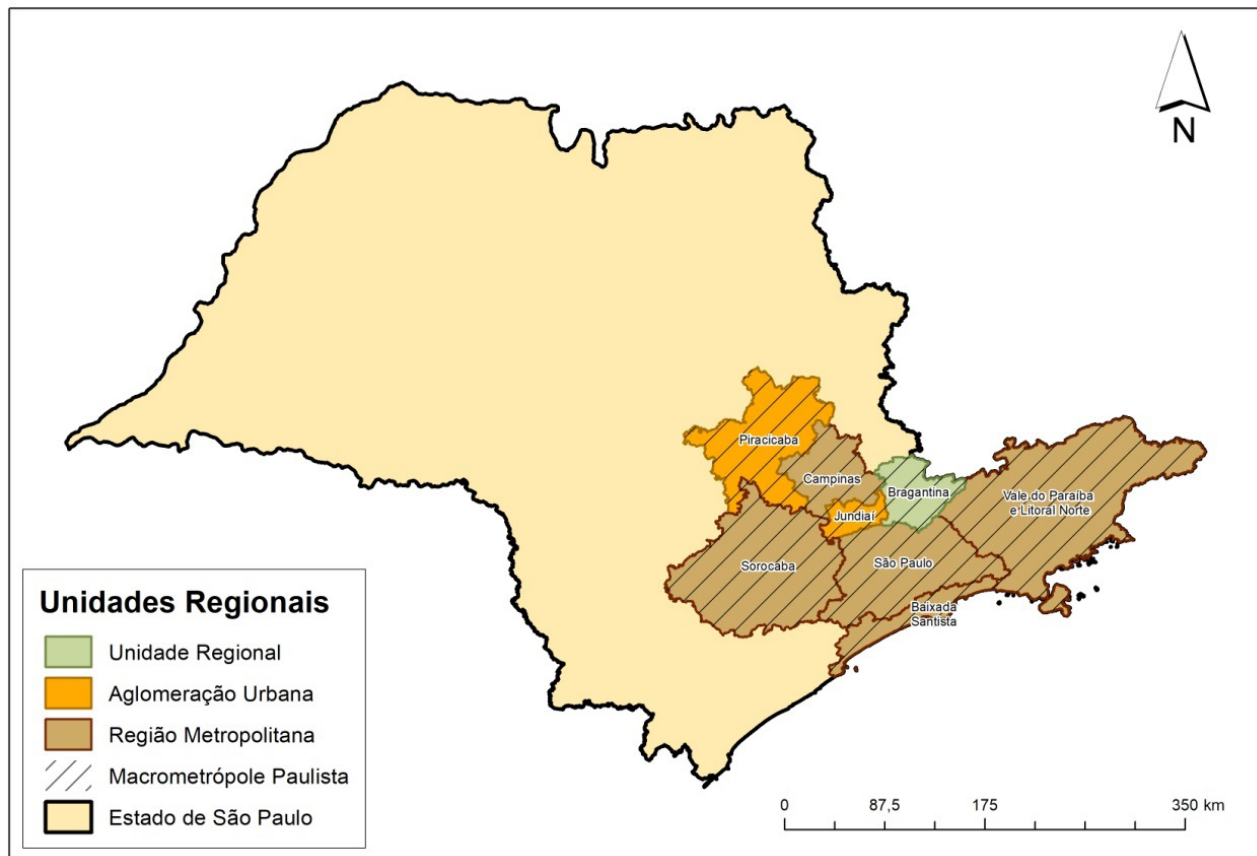 N
Piracicaba
Campinas
Bragantina
Jundiaí
Vale do Paraíba
e Litoral Norte
Sorocaba
São Paulo
Baixada
Santista
Unidades Regionais
Unidade Regional
Aglomeração Urbana
Região Metropolitana
Macrometrópole Paulista
Estado de São Paulo
0 87,5 175 350 km